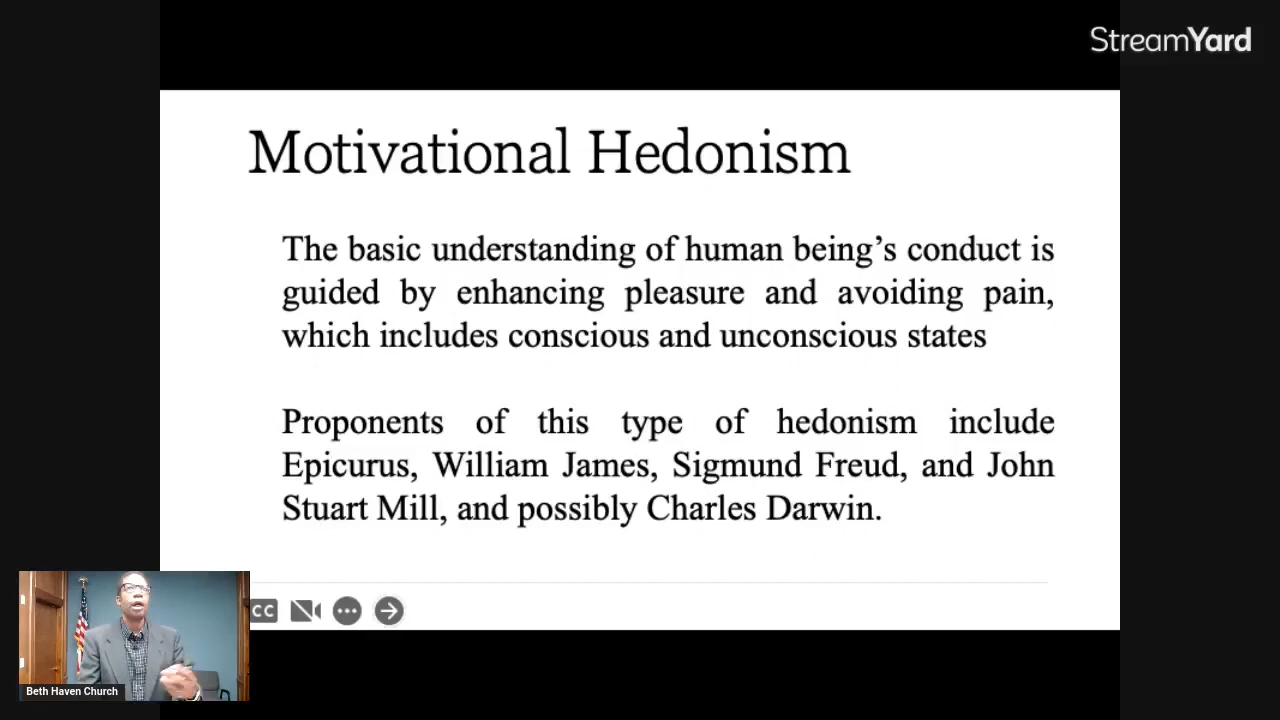 StreamYard
Motivational Hedonism
The basic understanding of human being’s conduct is
guided by enhancing pleasure and avoiding pain,
which includes conscious and unconscious states
Proponents of this type of hedonism include
Epicurus, William James, Sigmund Freud, and John
Stuart Mill, and possibly Charles Darwin.
CC
Beth Haven Church